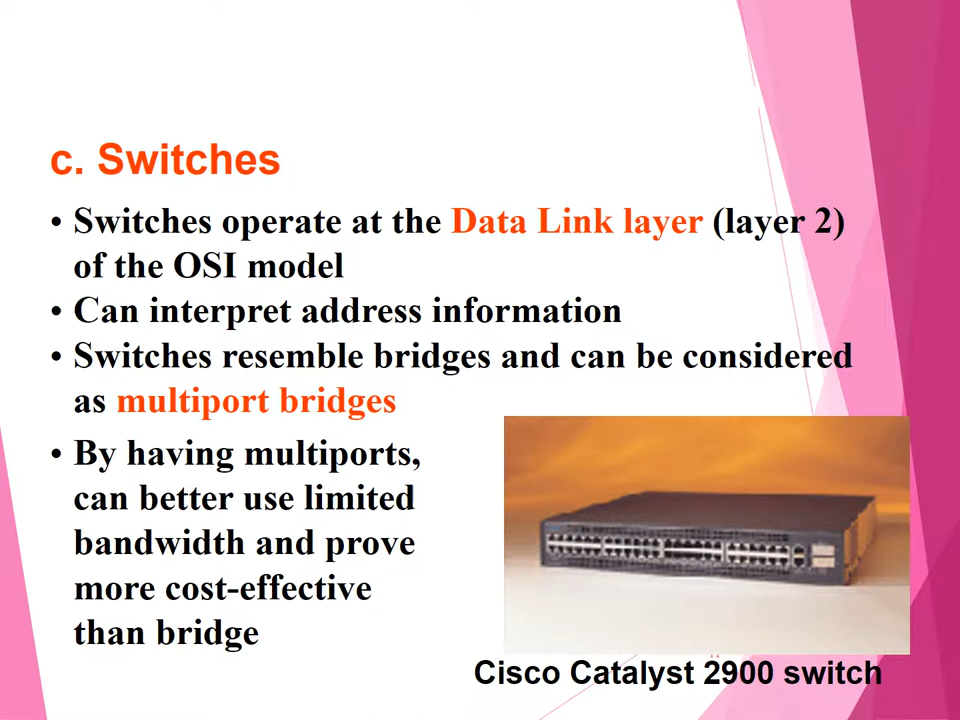 c. Switches
• Switches operate at the Data Link layer (layer 2)
of the OSI model
• Can interpret address information
• Switches resemble bridges and can be considered
as multiport bridges
• By having multiports,
can better use limited
bandwidth and prove
more cost-effective
than bridge
Cisco Catalyst 2900 switch